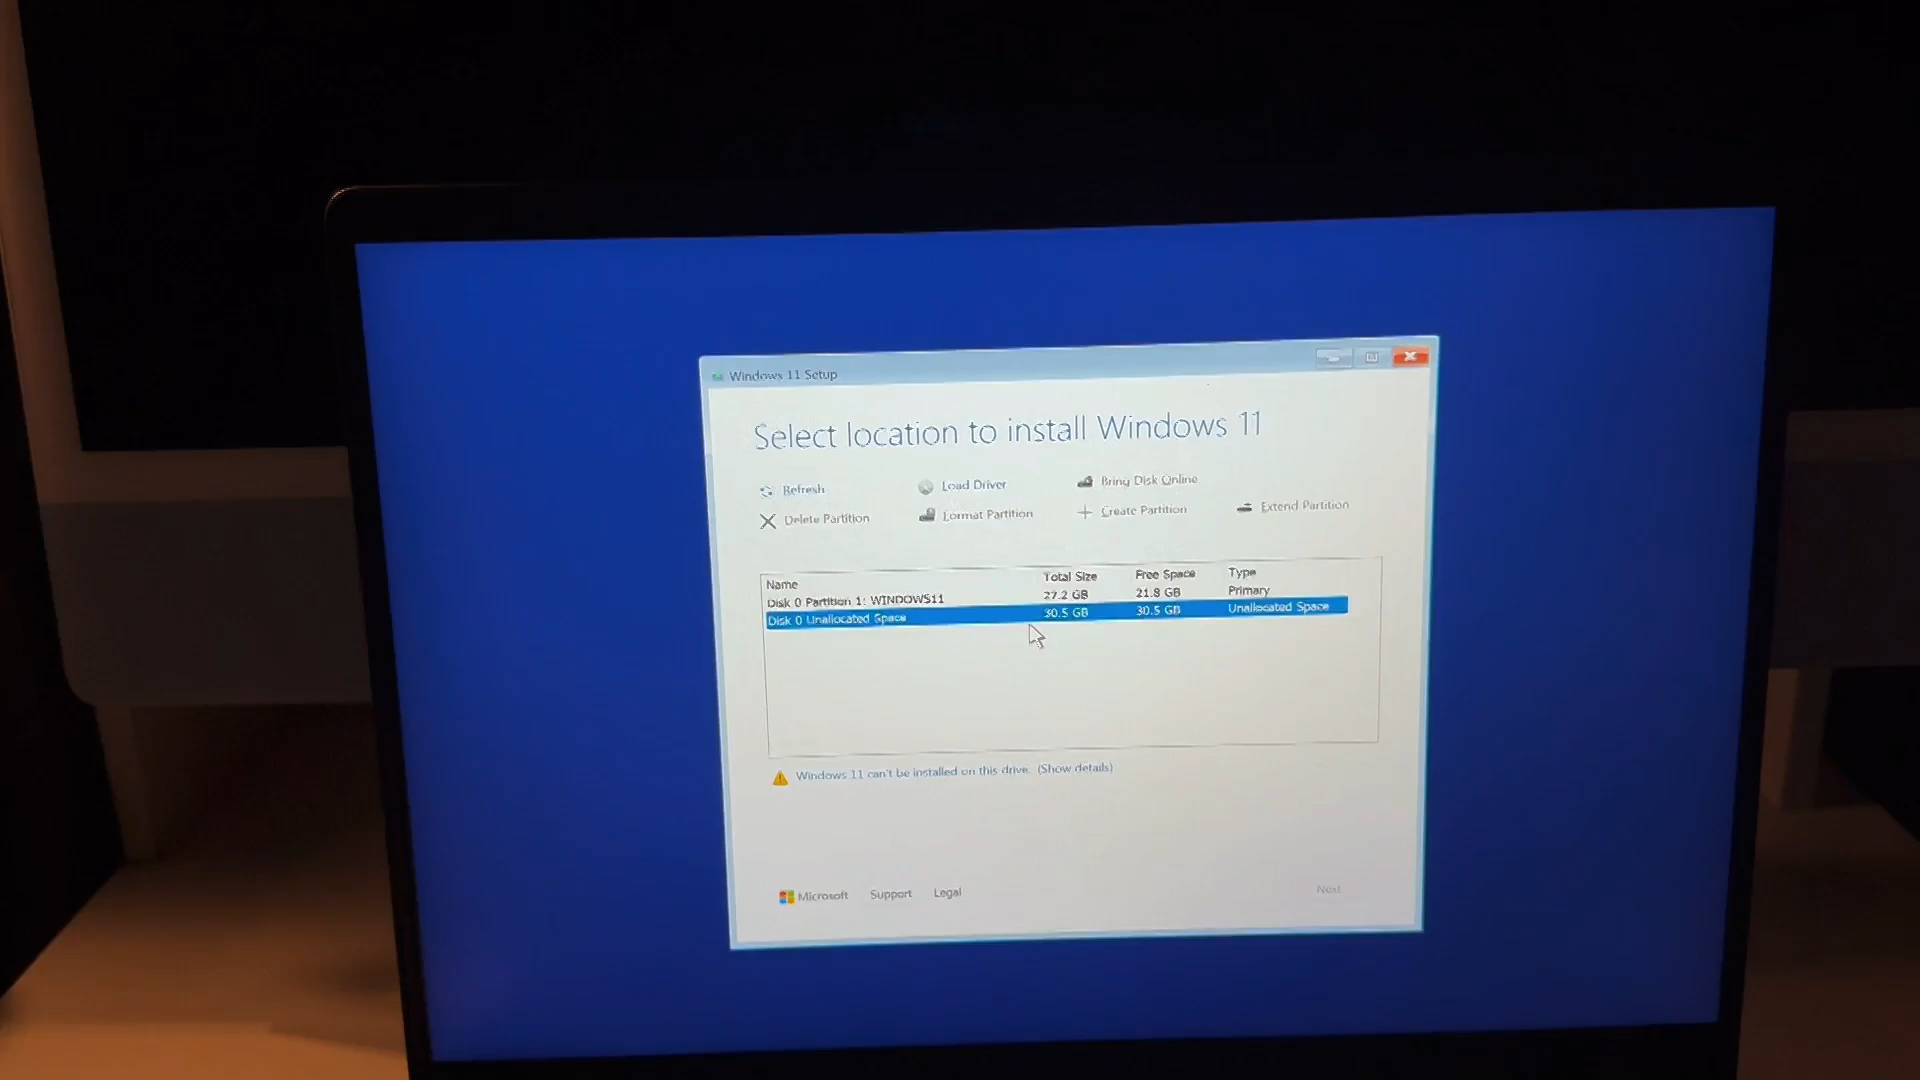 Windows 11 Setup
Select location to install Windows 11
Refresh Load Driver Bring Disk Online
Delete Partition Format Partition Create Partition Extend Partition
Name Total Size Free Space Type
Disk 0 Partition 1: WINDOWS11 27.2 GB 21.8 GB Primary
Disk 0 Unallocated Space 30.5 GB 30.5 GB Unallocated Space
Windows 11 can't be installed on this drive. (Show details)
Microsoft Support Legal Next